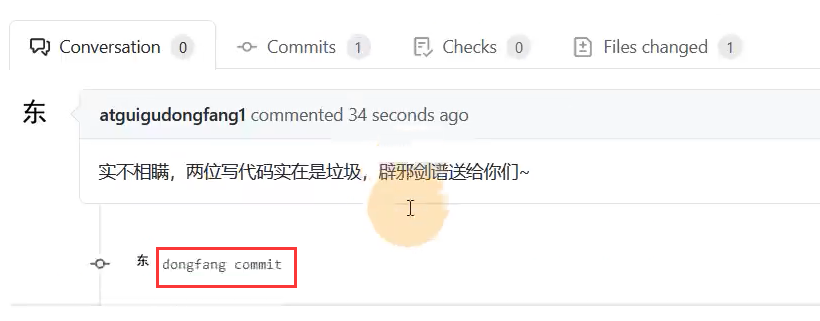 Conversation 0 Commits 1 Checks 0 Files changed 1
东 atguigudongfang1 commented 34 seconds ago
实不相瞒，两位写代码实在是垃圾，辟邪剑谱送给你们~
东 dongfang commit